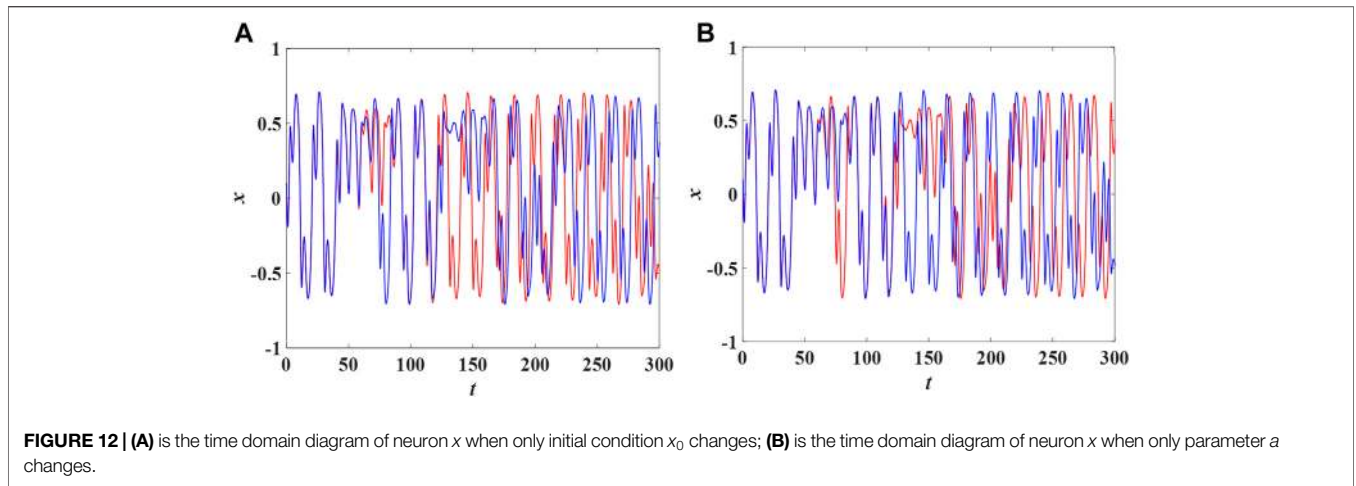 A
B
1
0.5
0
-0.5
-1
x
0 50 100 150 200 250 300
t
1
0.5
0
-0.5
-1
x
0 50 100 150 200 250 300
t
FIGURE 12 | (A) is the time domain diagram of neuron x when only initial condition x₀ changes; (B) is the time domain diagram of neuron x when only parameter a
changes.